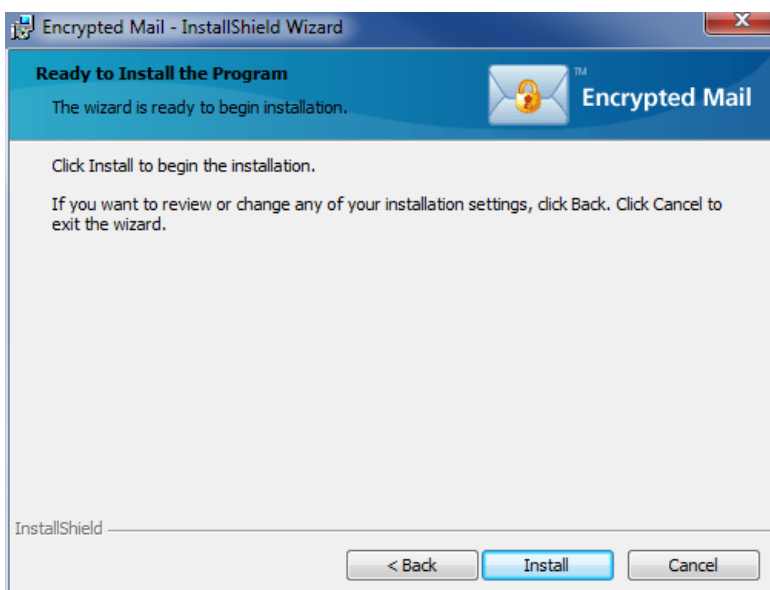 Encrypted Mail - InstallShield Wizard
Ready to Install the Program
The wizard is ready to begin installation.
TM
Encrypted Mail
Click Install to begin the installation.
If you want to review or change any of your installation settings, click Back. Click Cancel to
exit the wizard.
InstallShield
< Back
Install
Cancel